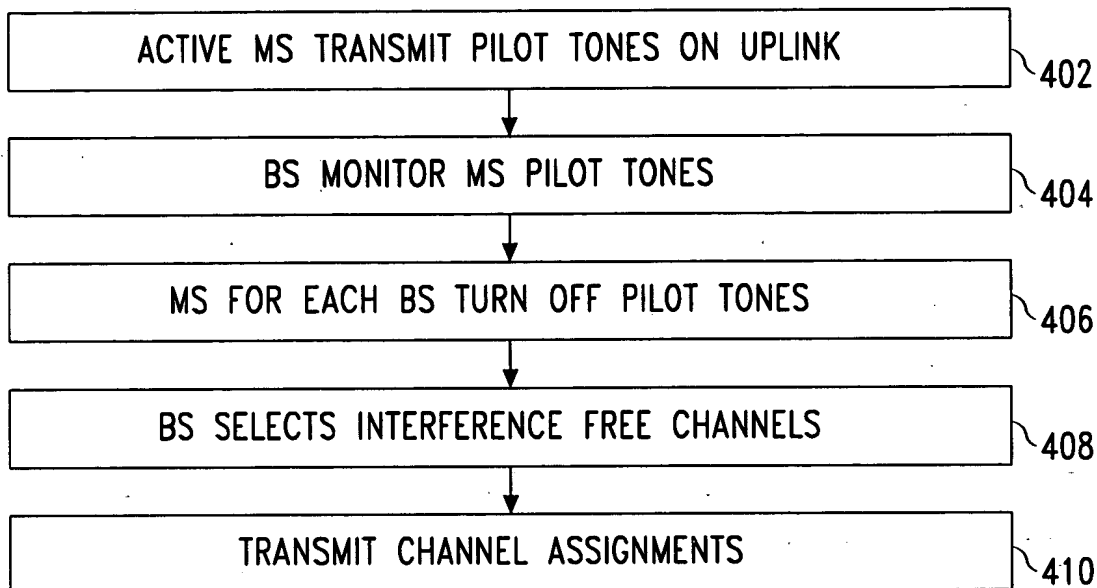 ACTIVE MS TRANSMIT PILOT TONES ON UPLINK
402
BS MONITOR MS PILOT TONES
404
MS FOR EACH BS TURN OFF PILOT TONES
406
BS SELECTS INTERFERENCE FREE CHANNELS
408
TRANSMIT CHANNEL ASSIGNMENTS
410